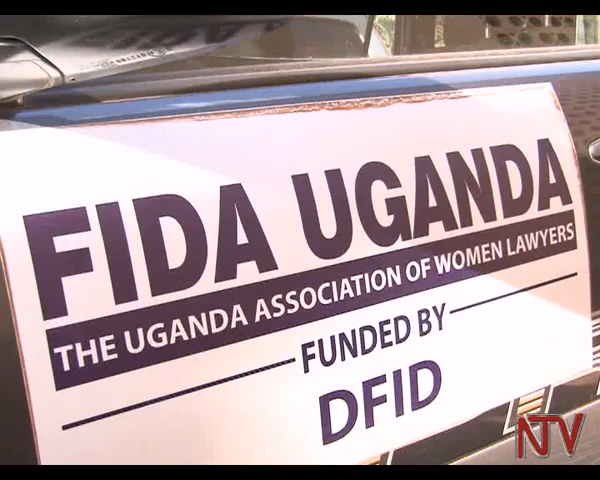 FIDA UGANDA
THE UGANDA ASSOCIATION OF WOMEN LAWYERS
FUNDED BY
DFID
NTV